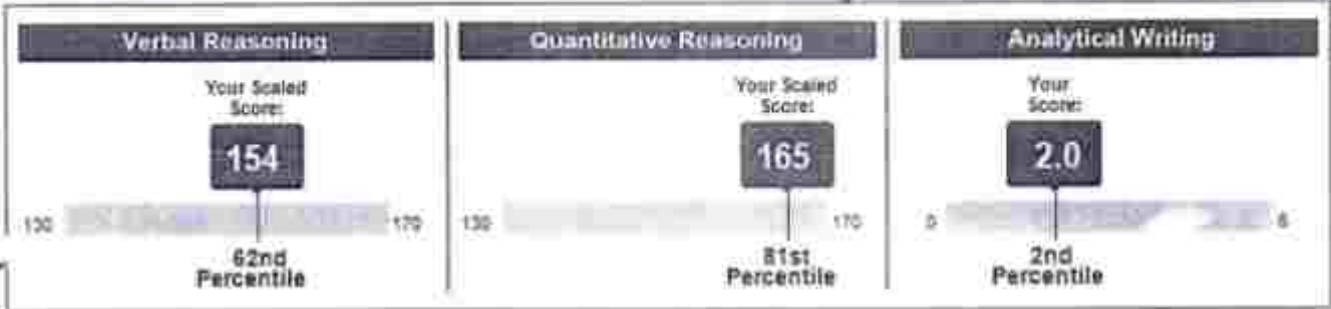 Verbal Reasoning
Your Scaled
Score:
154
130
170
62nd
Percentile
Quantitative Reasoning
Your Scaled
Score:
165
130
170
81st
Percentile
Analytical Writing
Your
Score:
2.0
0
6
2nd
Percentile